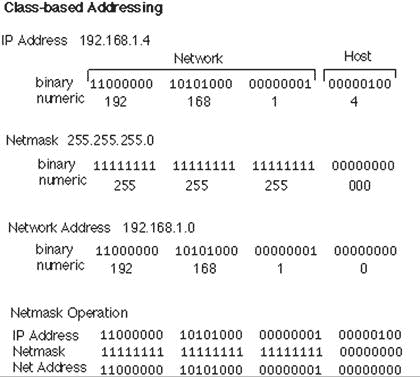 Class-based Addressing
IP Address 192.168.1.4
Network Host
binary 11000000 10101000 00000001 00000100
numeric 192 168 1 4
Netmask 255.255.255.0
binary 11111111 11111111 11111111 00000000
numeric 255 255 255 000
Network Address 192.168.1.0
binary 11000000 10101000 00000001 00000000
numeric 192 168 1 0
Netmask Operation
IP Address 11000000 10101000 00000001 00000100
Netmask 11111111 11111111 11111111 00000000
Net Address 11000000 10101000 00000001 00000000